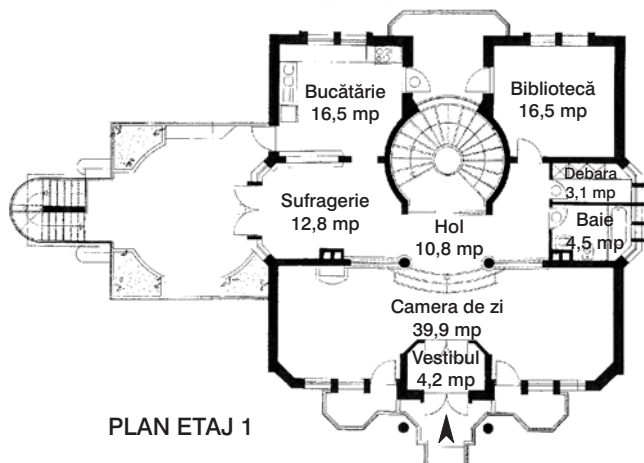 Bucătărie
16,5 mp
Bibliotecă
16,5 mp
Debara
3,1 mp
Sufragerie
12,8 mp
Hol
10,8 mp
Baie
4,5 mp
Camera de zi
39,9 mp
Vestibul
4,2 mp
PLAN ETAJ 1